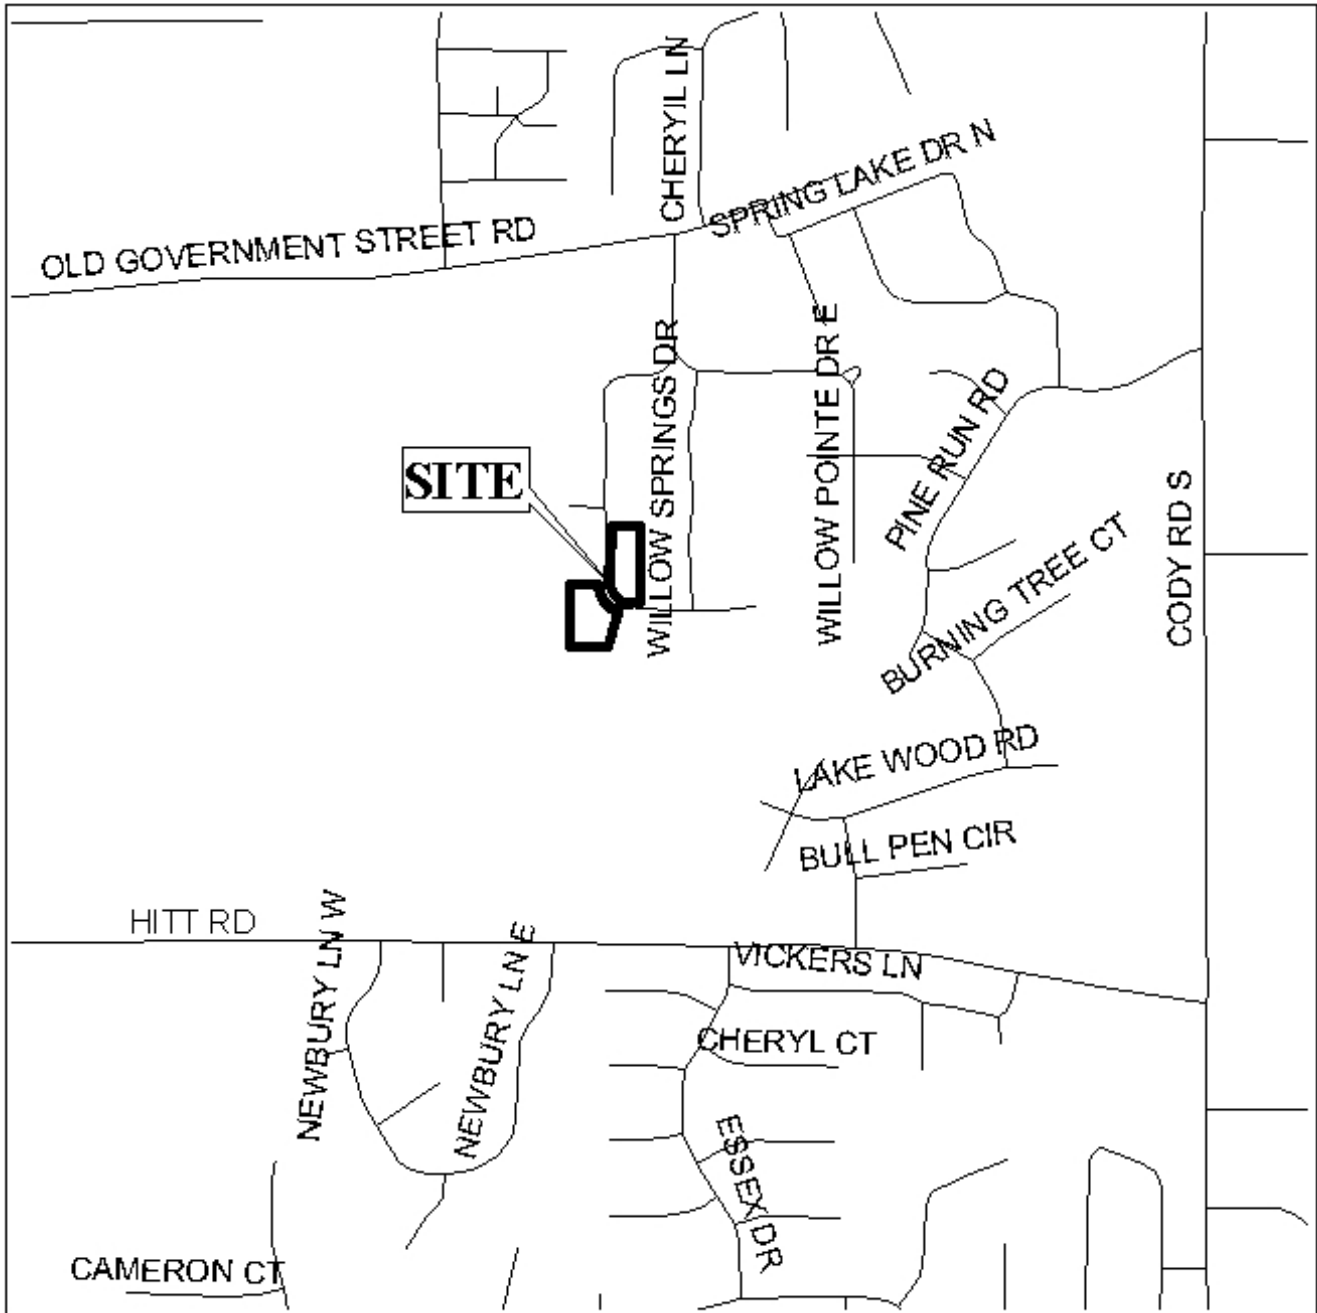 CHERYIL LN
SPRING LAKE DR N
OLD GOVERNMENT STREET RD
WILLOW SPRINGS DR
WILLOW POINTE DR E
PINE RUN RD
SITE
CODY RD S
BURNING TREE CT
LAKE WOOD RD
BULL PEN CIR
HITT RD
NEWBURY LN W
NEWBURY LN E
VICKERS LN
CHERYL CT
ESSEX DR
CAMERON CT